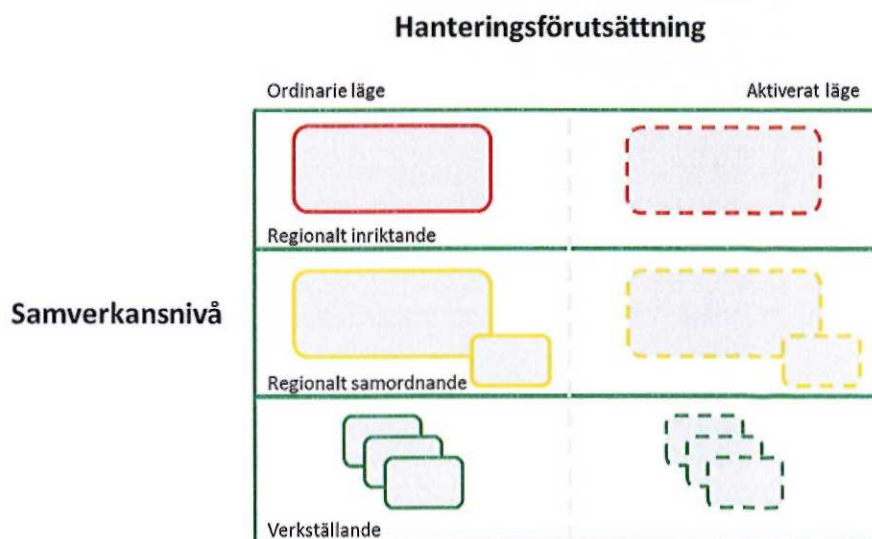 Hanteringsförutsättning
Ordinarie läge
Aktiverat läge
Regionalt inriktande
Samverkansnivå
Regionalt samordnande
Verkställande